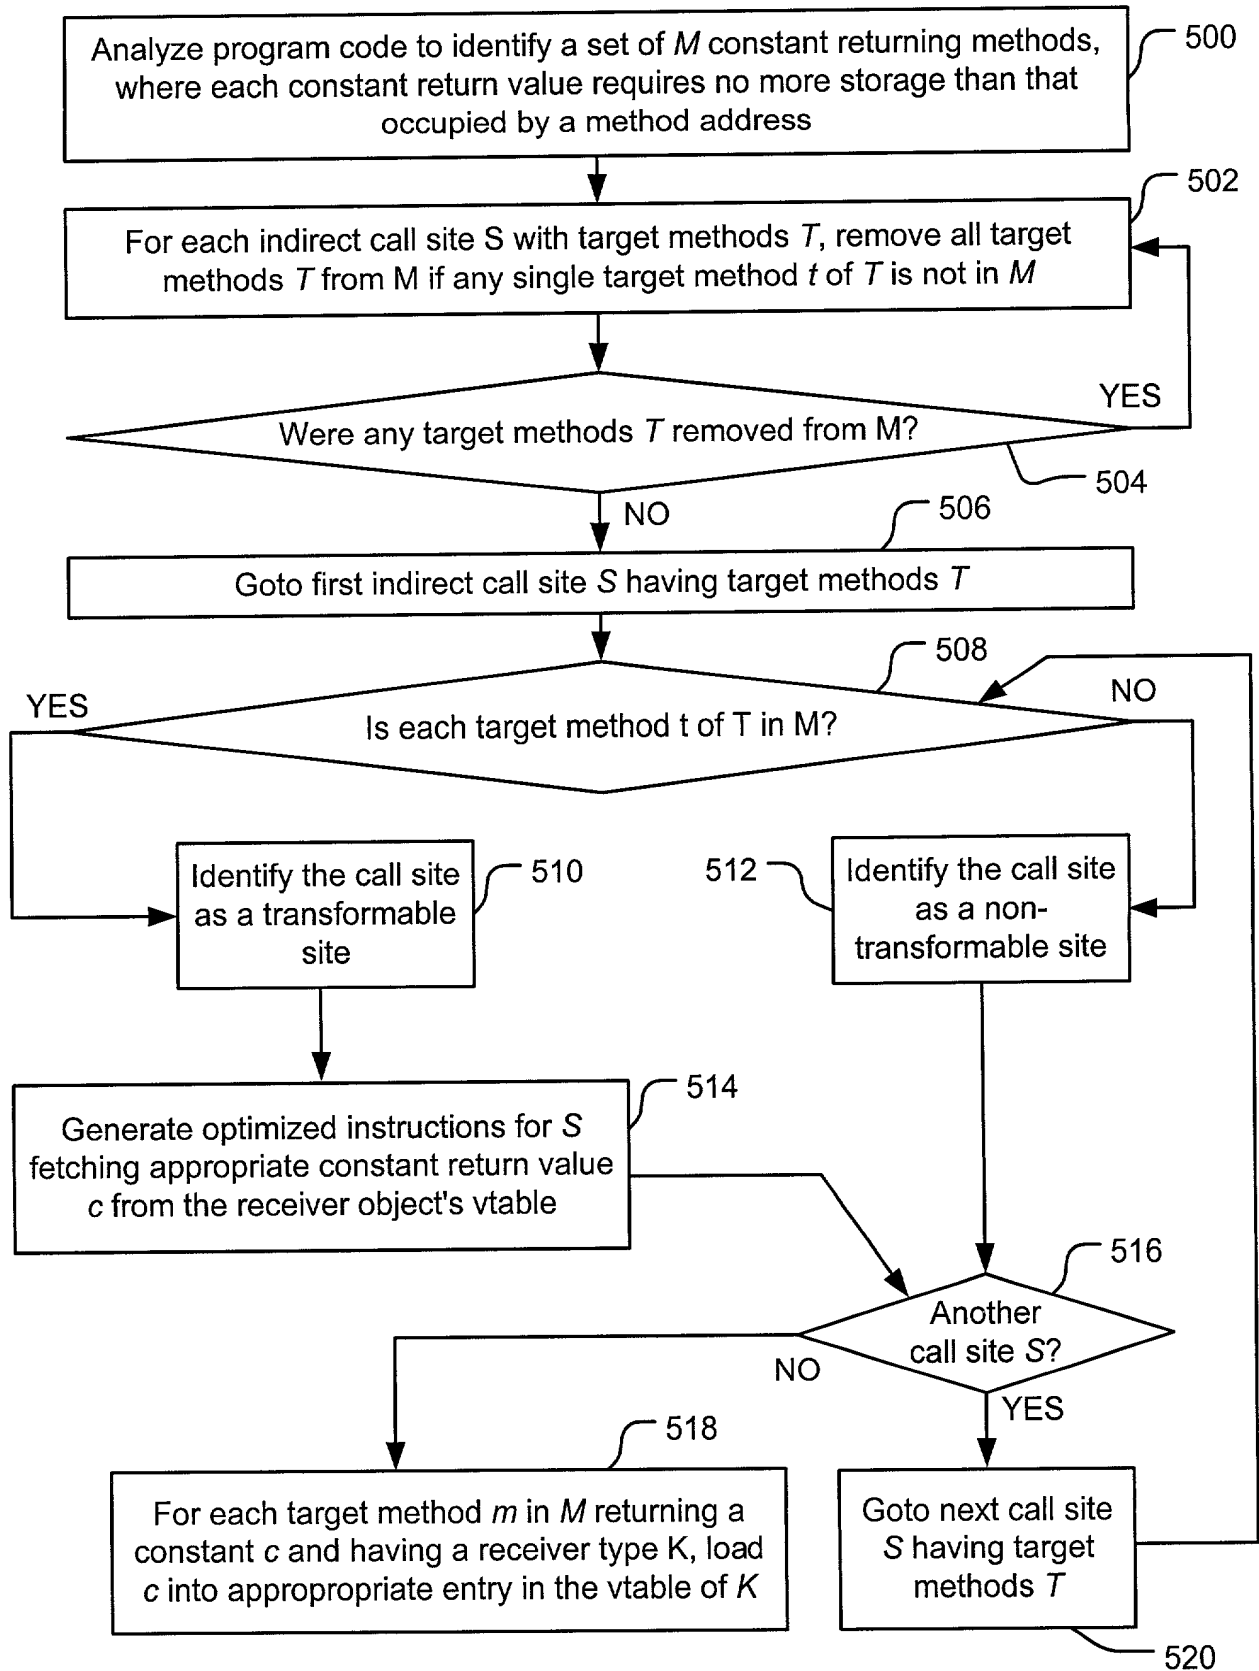 Analyze program code to identify a set of M constant returning methods,
where each constant return value requires no more storage than that
occupied by a method address
500
For each indirect call site S with target methods T, remove all target
methods T from M if any single target method t of T is not in M
502
Were any target methods T removed from M?
YES
504
NO
506
Goto first indirect call site S having target methods T
508
YES
NO
Is each target method t of T in M?
Identify the call site
as a transformable
site
510
512
Identify the call site
as a non-
transformable site
514
Generate optimized instructions for S
fetching appropriate constant return value
c from the receiver object's vtable
516
Another
call site S?
NO
YES
518
For each target method m in M returning a
constant c and having a receiver type K, load
c into appropropriate entry in the vtable of K
Goto next call site
S having target
methods T
520